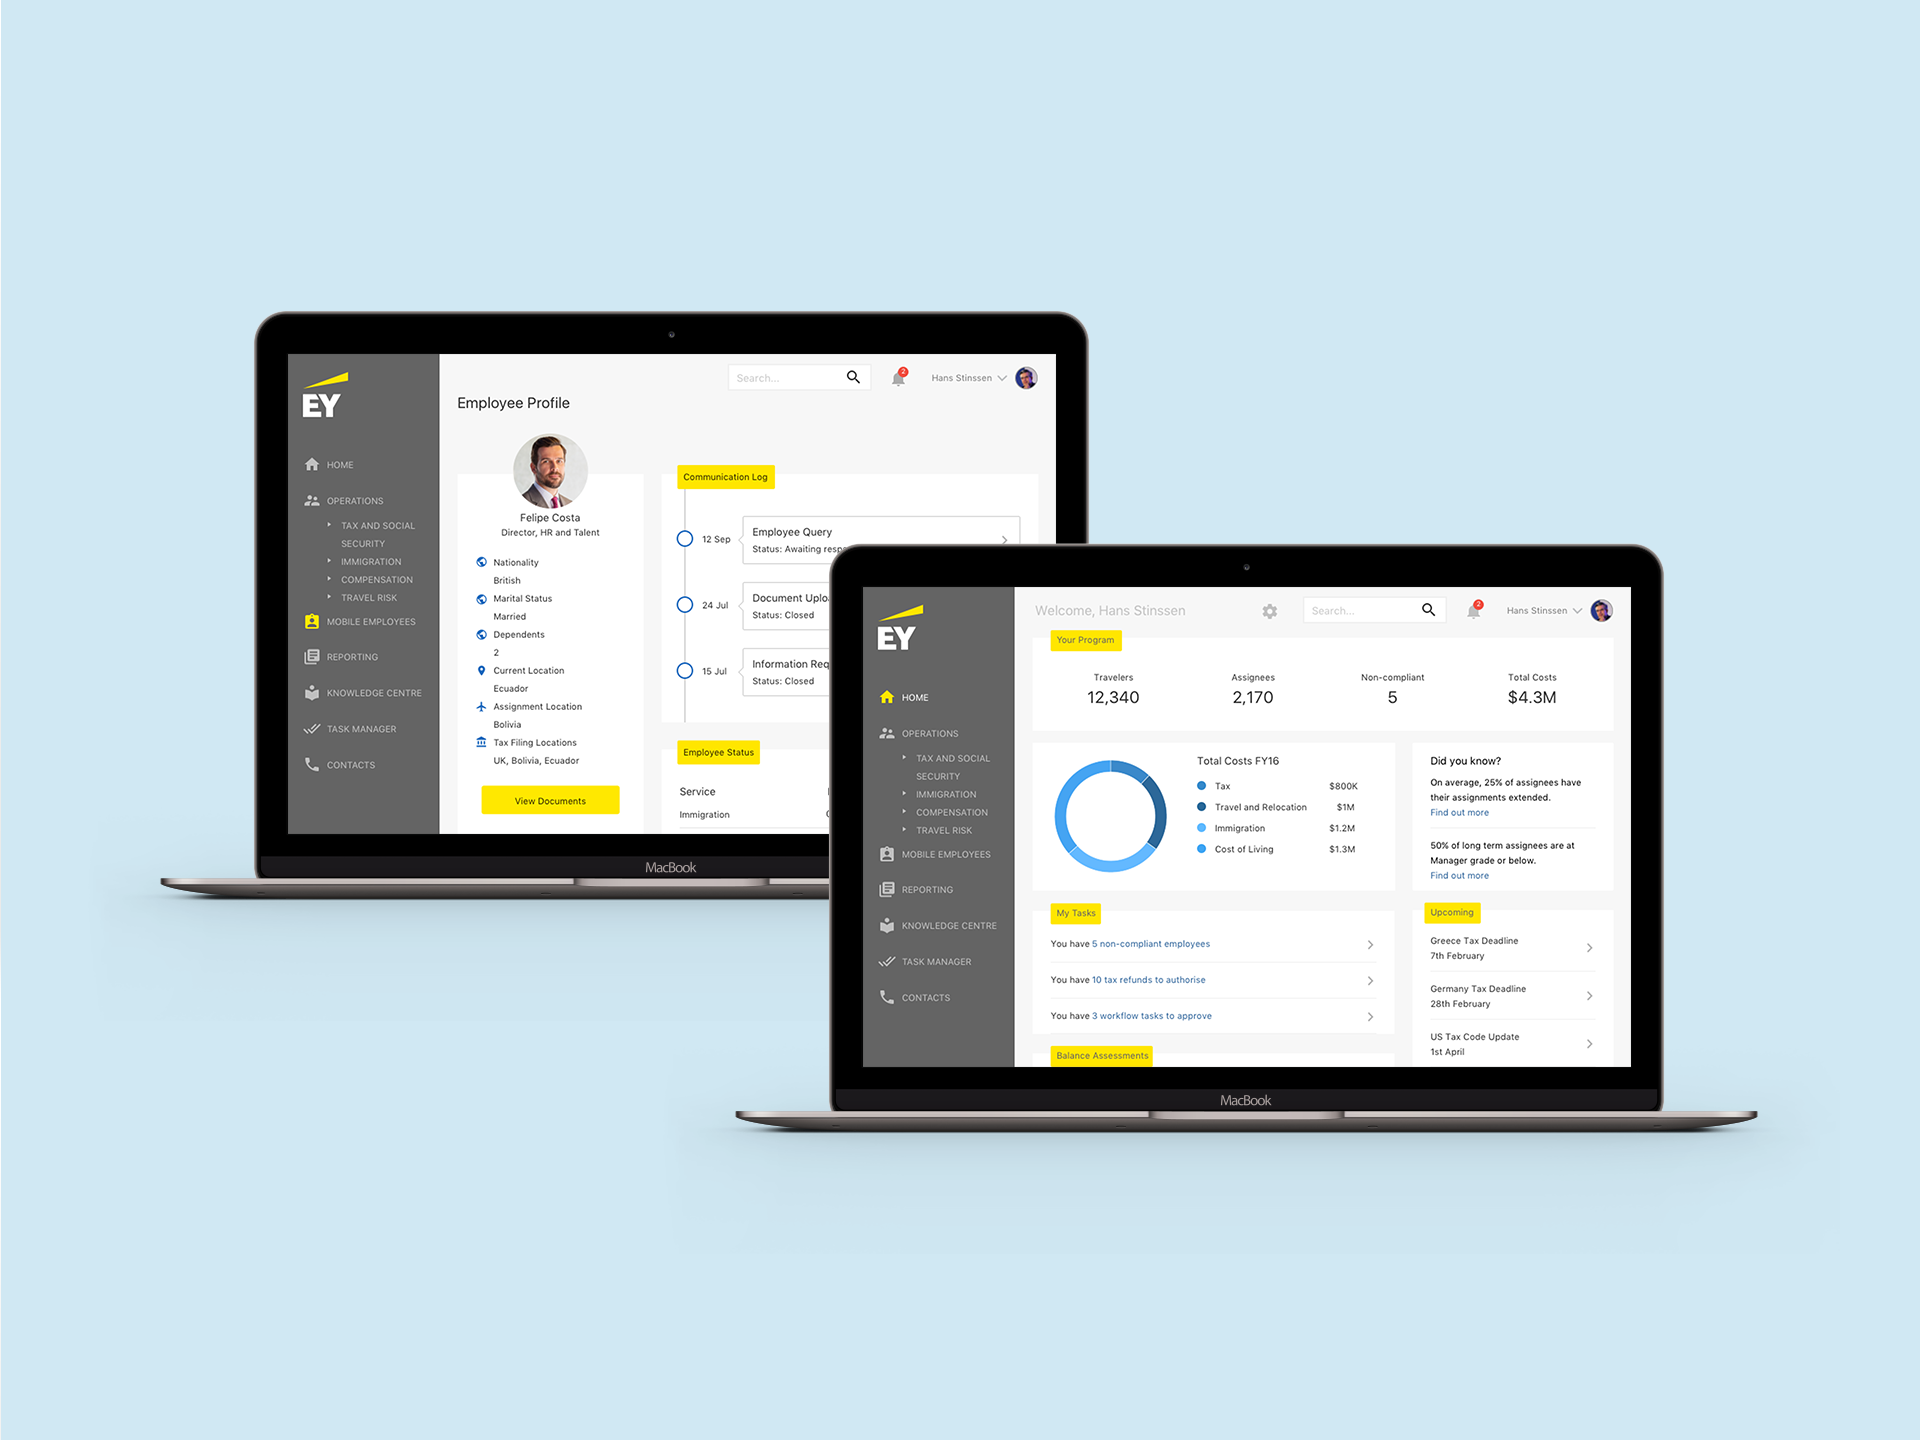 EY
HOME
OPERATIONS
TAX AND SOCIAL
SECURITY
IMMIGRATION
COMPENSATION
TRAVEL RISK
MOBILE EMPLOYEES
REPORTING
KNOWLEDGE CENTRE
TASK MANAGER
CONTACTS
Search...
2
Hans Stinssen
Employee Profile
Felipe Costa
Director, HR and Talent
Nationality
British
Marital Status
Married
Dependents
2
Current Location
Ecuador
Assignment Location
Bolivia
Tax Filing Locations
UK, Bolivia, Ecuador
View Documents
Communication Log
12 Sep
Employee Query
Status: Awaiting
24 Jul
Document
Status: Closed
15 Jul
Information
Status: Closed
Employee Status
Service
Immigration
MacBook
EY
HOME
OPERATIONS
TAX AND SOCIAL
SECURITY
IMMIGRATION
COMPENSATION
TRAVEL RISK
MOBILE EMPLOYEES
REPORTING
KNOWLEDGE CENTRE
TASK MANAGER
CONTACTS
Welcome, Hans Stinssen
Search...
2
Hans Stinssen
Your Program
Travelers
12,340
Assignees
2,170
Non-compliant
5
Total Costs
$4.3M
Total Costs FY16
Tax $800K
Travel and Relocation $1M
Immigration $1.2M
Cost of Living $1.3M
Did you know?
On average, 25% of assignees have
their assignments extended.
Find out more
50% of long term assignees are at
Manager grade or below.
Find out more
My Tasks
You have 5 non-compliant employees
You have 10 tax refunds to authorise
You have 3 workflow tasks to approve
Balance Assessments
Upcoming
Greece Tax Deadline
7th February
Germany Tax Deadline
28th February
US Tax Code Update
1st April
MacBook